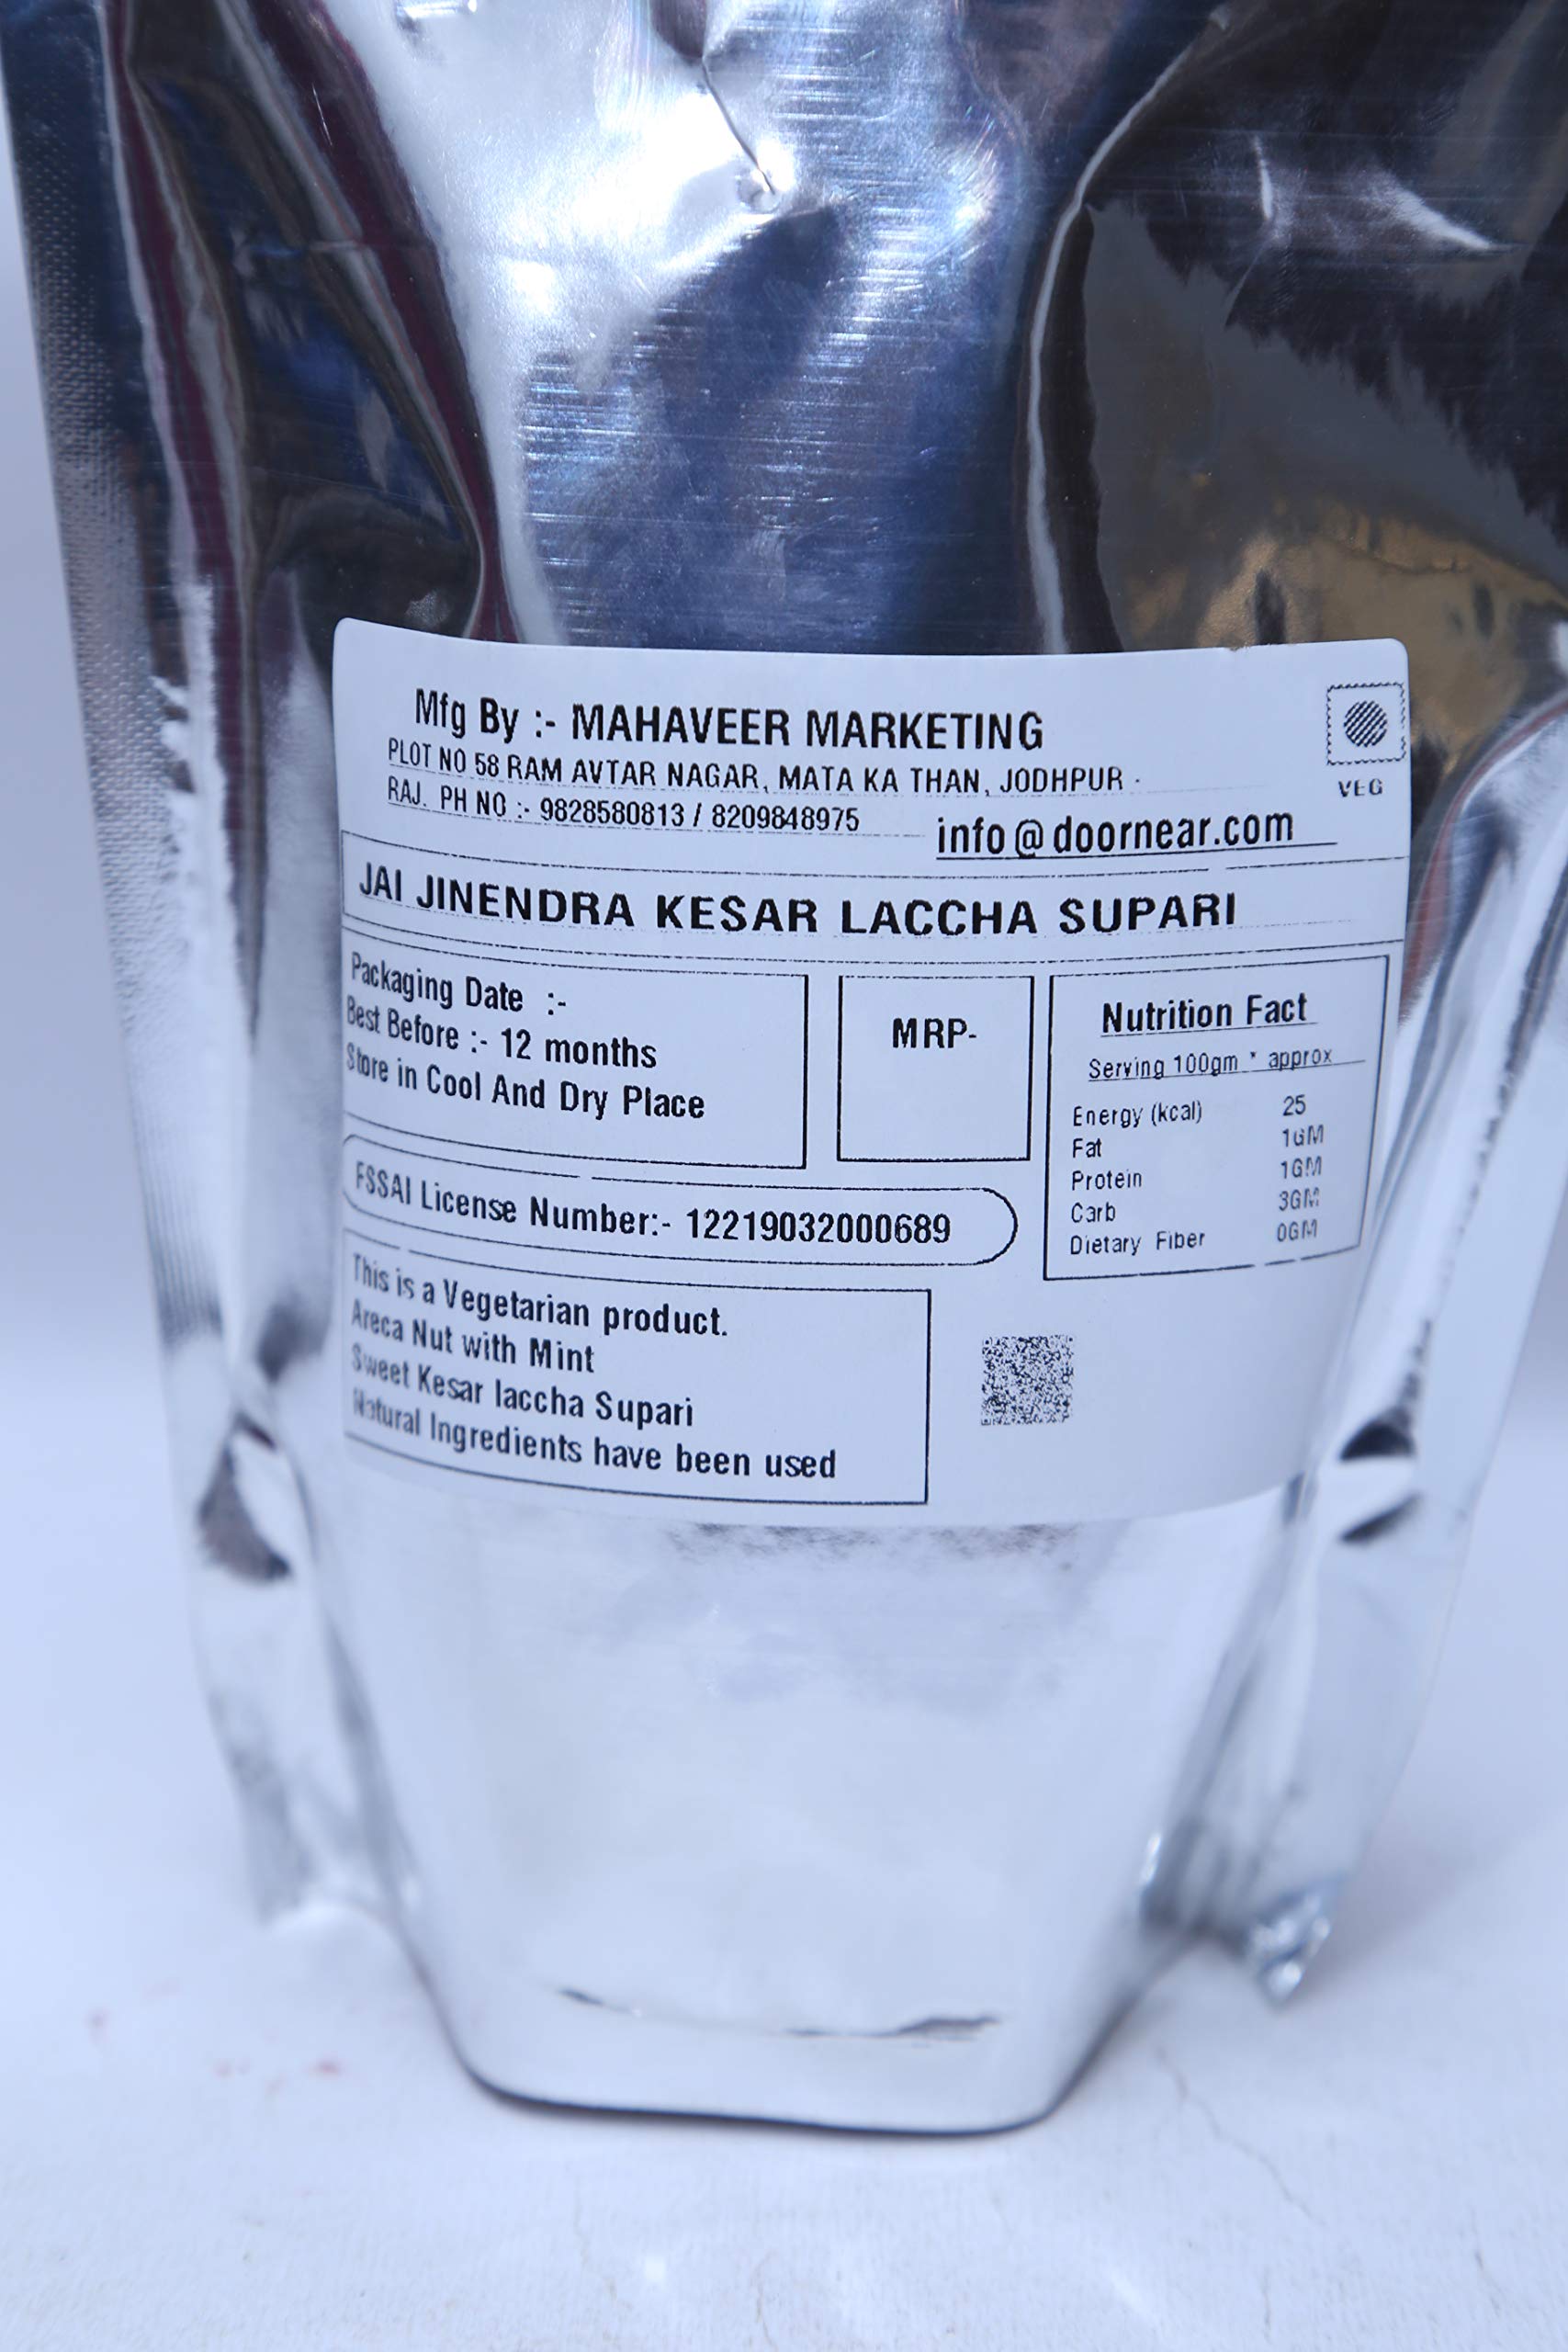 Mfg By :- MAHAVEER MARKETING
PLOT NO 58 RAM AVTAR NAGAR, MATA KA THAN, JODHPUR -
RAJ. PH NO :- 9828580813 / 8209848975
info@doornear.com
VEG
JAI JINENDRA KESAR LACCHA SUPARI
Packaging Date :-
Best Before :- 12 months
Store in Cool And Dry Place
MRP-
Nutrition Fact
Serving 100gm * approx
Energy (kcal) 25
Fat 1GM
Protein 1GM
Carb 3GM
Dietary Fiber 0GM
FSSAI License Number:- 12219032000689
This is a Vegetarian product.
Areca Nut with Mint
Sweet Kesar laccha Supari
Natural Ingredients have been used